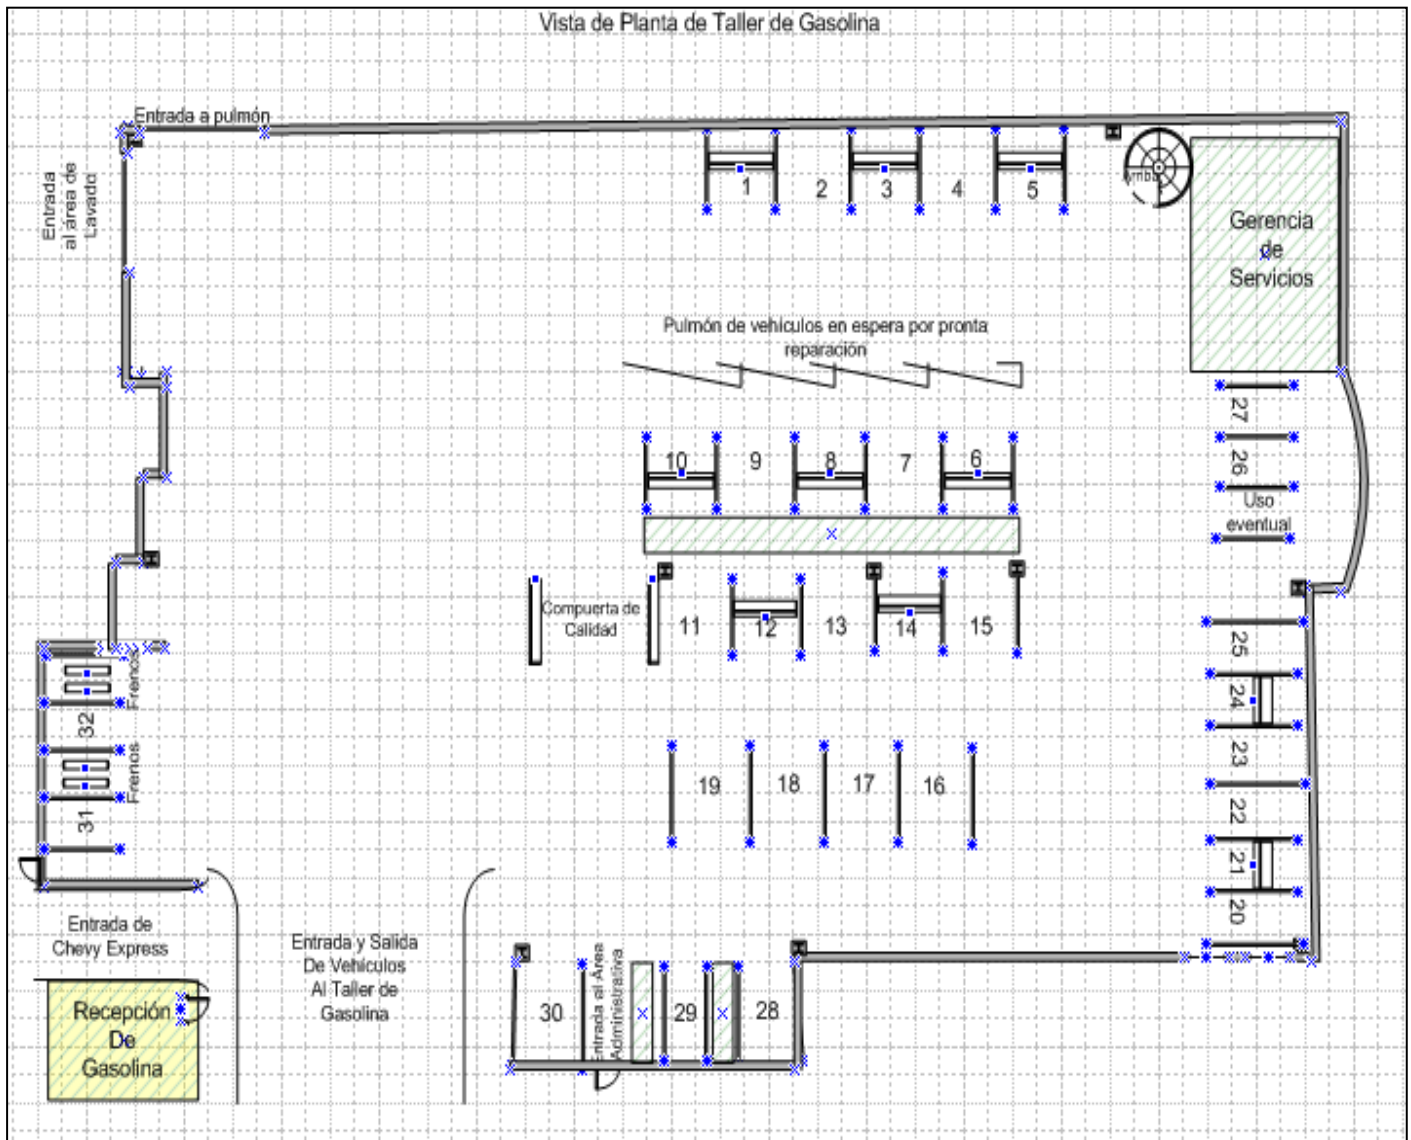 Vista de Planta de Taller de Gasolina
Entrada a pulmón
Entrada
al área de
Lavado
1
2
3
4
5
Gerencia
de
Servicios
Pulmón de vehículos en espera por pronta
reparación
27
26
Uso
eventual
10
9
8
7
6
Compuerta de
Calidad
11
12
13
14
15
25
24
23
22
21
20
Frenos
32
Frenos
31
19
18
17
16
Entrada de
Chevy Express
Entrada y Salida
De Vehículos
Al Taller de
Gasolina
Recepción
De
Gasolina
30
Entrada al Área
Administrativa
29
28